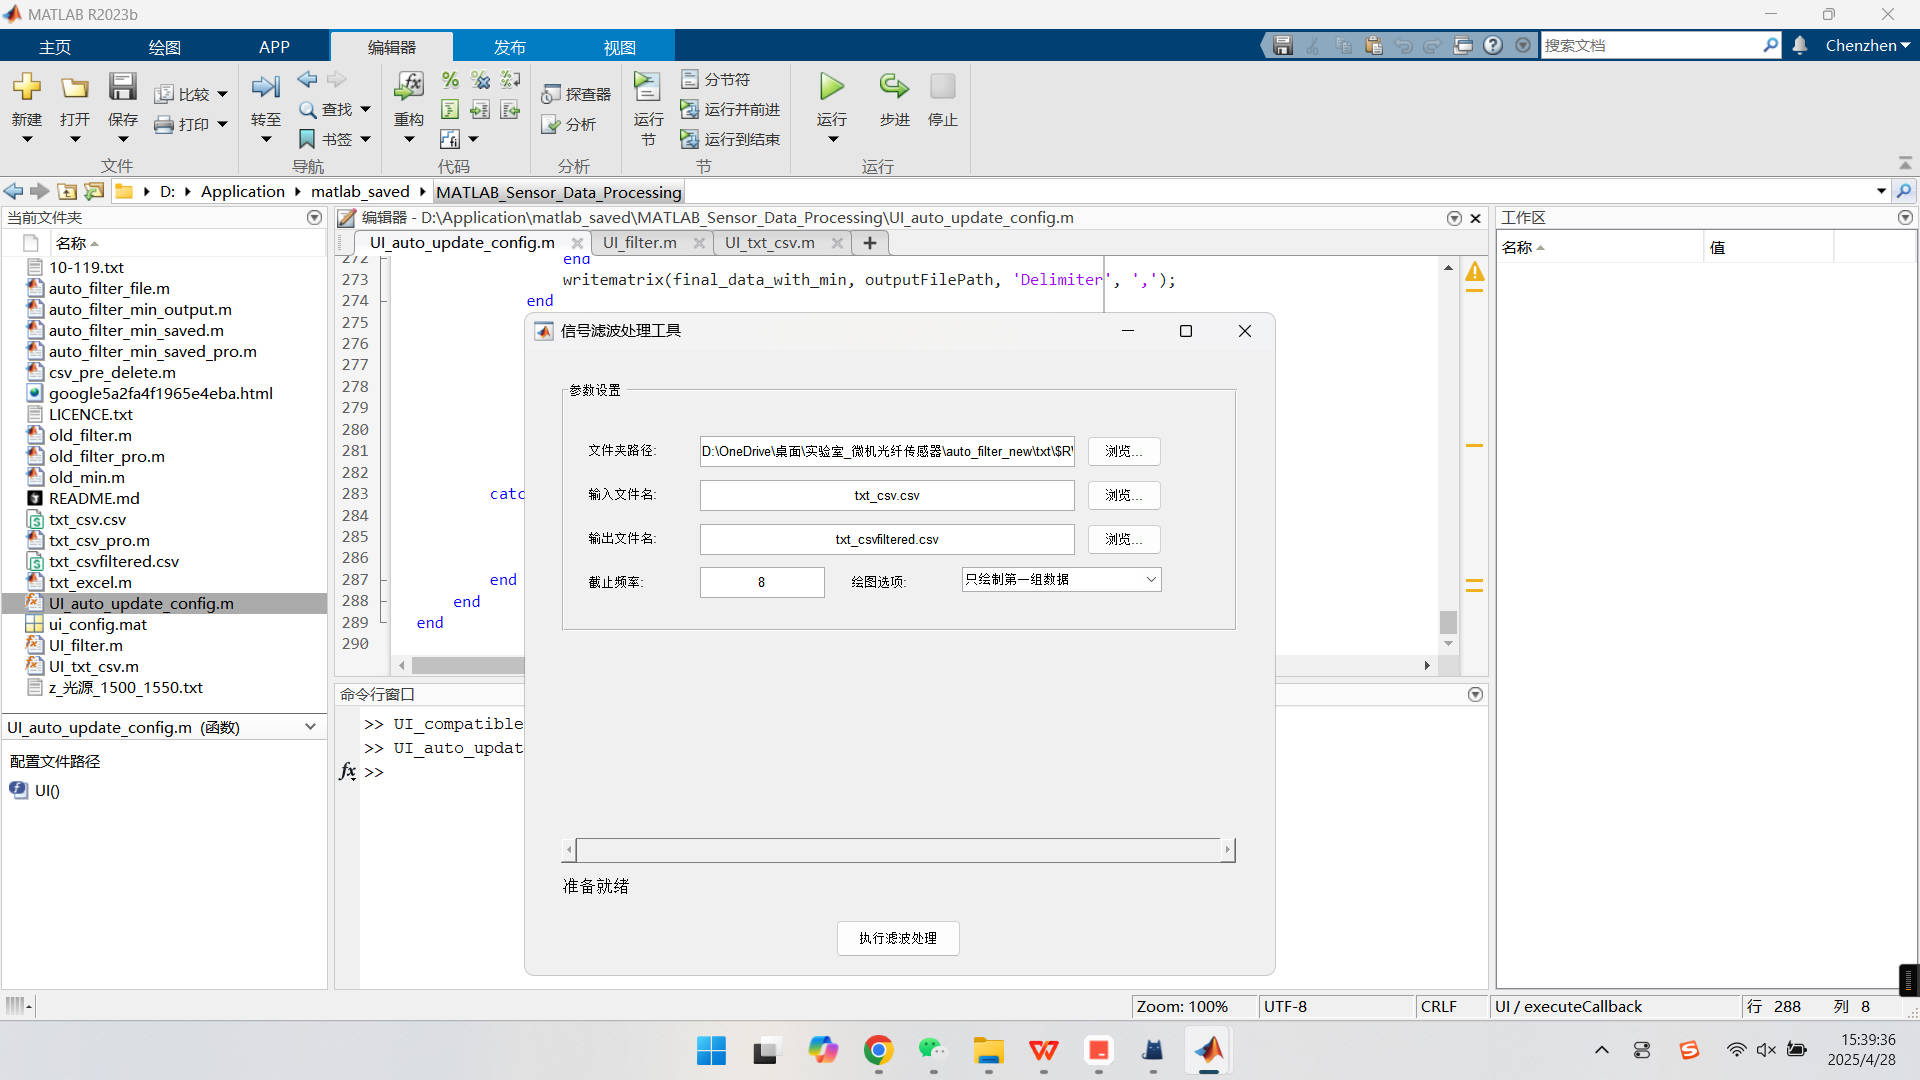 MATLAB R2023b
主页 绘图 APP 编辑器 发布 视图 搜索文档 Chenzhen
新建 打开 保存 比较 打印 文件
转至 查找 书签 导航
重构 代码
探查器 分析 分析
运行节 分节符 运行并前进 运行到结束 节
运行 步进 停止 运行
D: Application matlab_saved MATLAB_Sensor_Data_Processing
当前文件夹
名称
10-119.txt
auto_filter_file.m
auto_filter_min_output.m
auto_filter_min_saved.m
auto_filter_min_saved_pro.m
csv_pre_delete.m
google5a2fa4f1965e4eba.html
LICENCE.txt
old_filter.m
old_filter_pro.m
old_min.m
README.md
txt_csv.csv
txt_csv_pro.m
txt_csvfiltered.csv
txt_excel.m
UI_auto_update_config.m
ui_config.mat
UI_filter.m
UI_txt_csv.m
z_光源_1500_1550.txt
UI_auto_update_config.m (函数)
配置文件路径
UI()
编辑器 - D:\Application\matlab_saved\MATLAB_Sensor_Data_Processing\UI_auto_update_config.m
UI_auto_update_config.m UI_filter.m UI_txt_csv.m
272 end
273 writematrix(final_data_with_min, outputFilePath, 'Delimiter', ',');
274 end
275
276
277
278
279
280
281
282
283 catc
284
285
286
287 end
288 end
289 end
290
信号滤波处理工具
参数设置
文件夹路径: D:\OneDrive\桌面\实验室_微机光纤传感器\auto_filter_new\txt\$R\ 浏览...
输入文件名: txt_csv.csv 浏览...
输出文件名: txt_csvfiltered.csv 浏览...
截止频率: 8 绘图选项: 只绘制第一组数据
准备就绪
执行滤波处理
命令行窗口
>> UI_compatible
>> UI_auto_updat
fx >>
工作区
名称 值
Zoom: 100% UTF-8 CRLF UI / executeCallback 行 288 列 8
15:39:36
2025/4/28